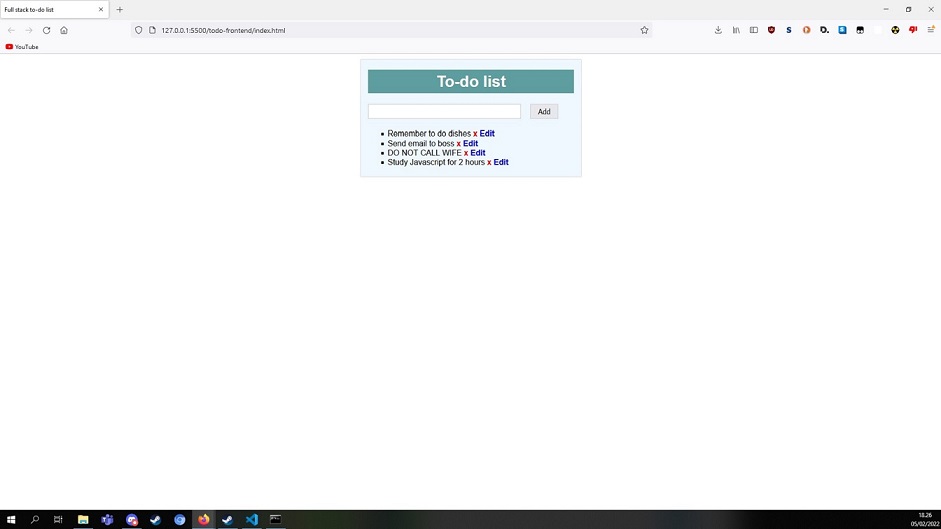 Full stack to-do list
127.0.0.1:5500/todo-frontend/index.html
YouTube
To-do list
Add
Remember to do dishes x Edit
Send email to boss x Edit
DO NOT CALL WIFE x Edit
Study Javascript for 2 hours x Edit
18.26
05/02/2022